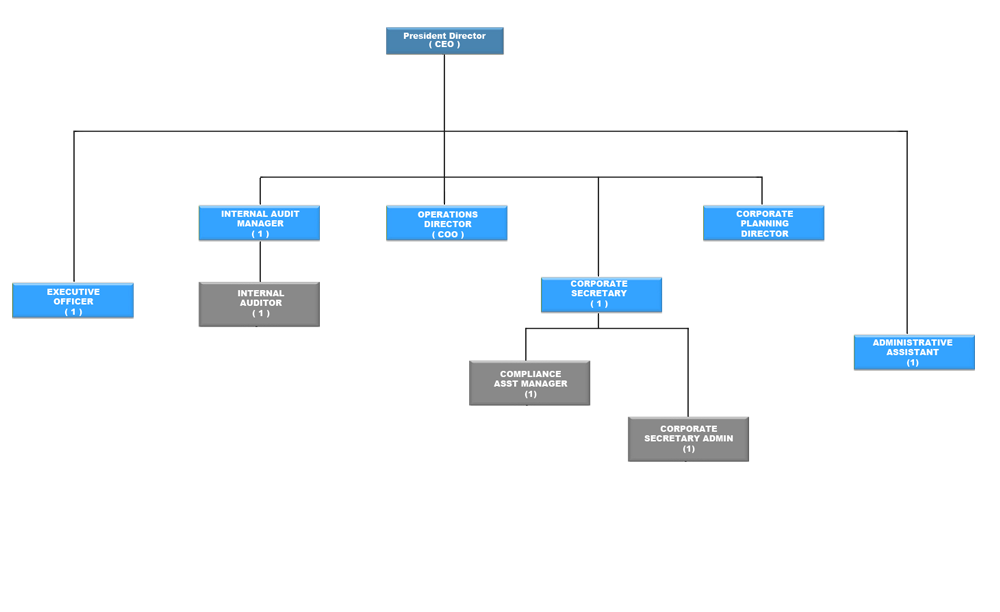 President Director
( CEO )
INTERNAL AUDIT
MANAGER
( 1 )
OPERATIONS
DIRECTOR
( COO )
CORPORATE
PLANNING
DIRECTOR
EXECUTIVE
OFFICER
( 1 )
INTERNAL
AUDITOR
( 1 )
CORPORATE
SECRETARY
( 1 )
ADMINISTRATIVE
ASSISTANT
(1)
COMPLIANCE
ASST MANAGER
(1)
CORPORATE
SECRETARY ADMIN
(1)